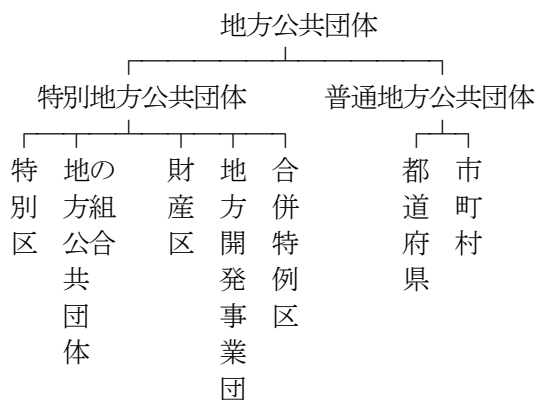 地方公共団体
特別地方公共団体
普通地方公共団体
特別区
地方公共団体
の組合
財産区
地方開発事業団
合併特例区
都道府県
市町村